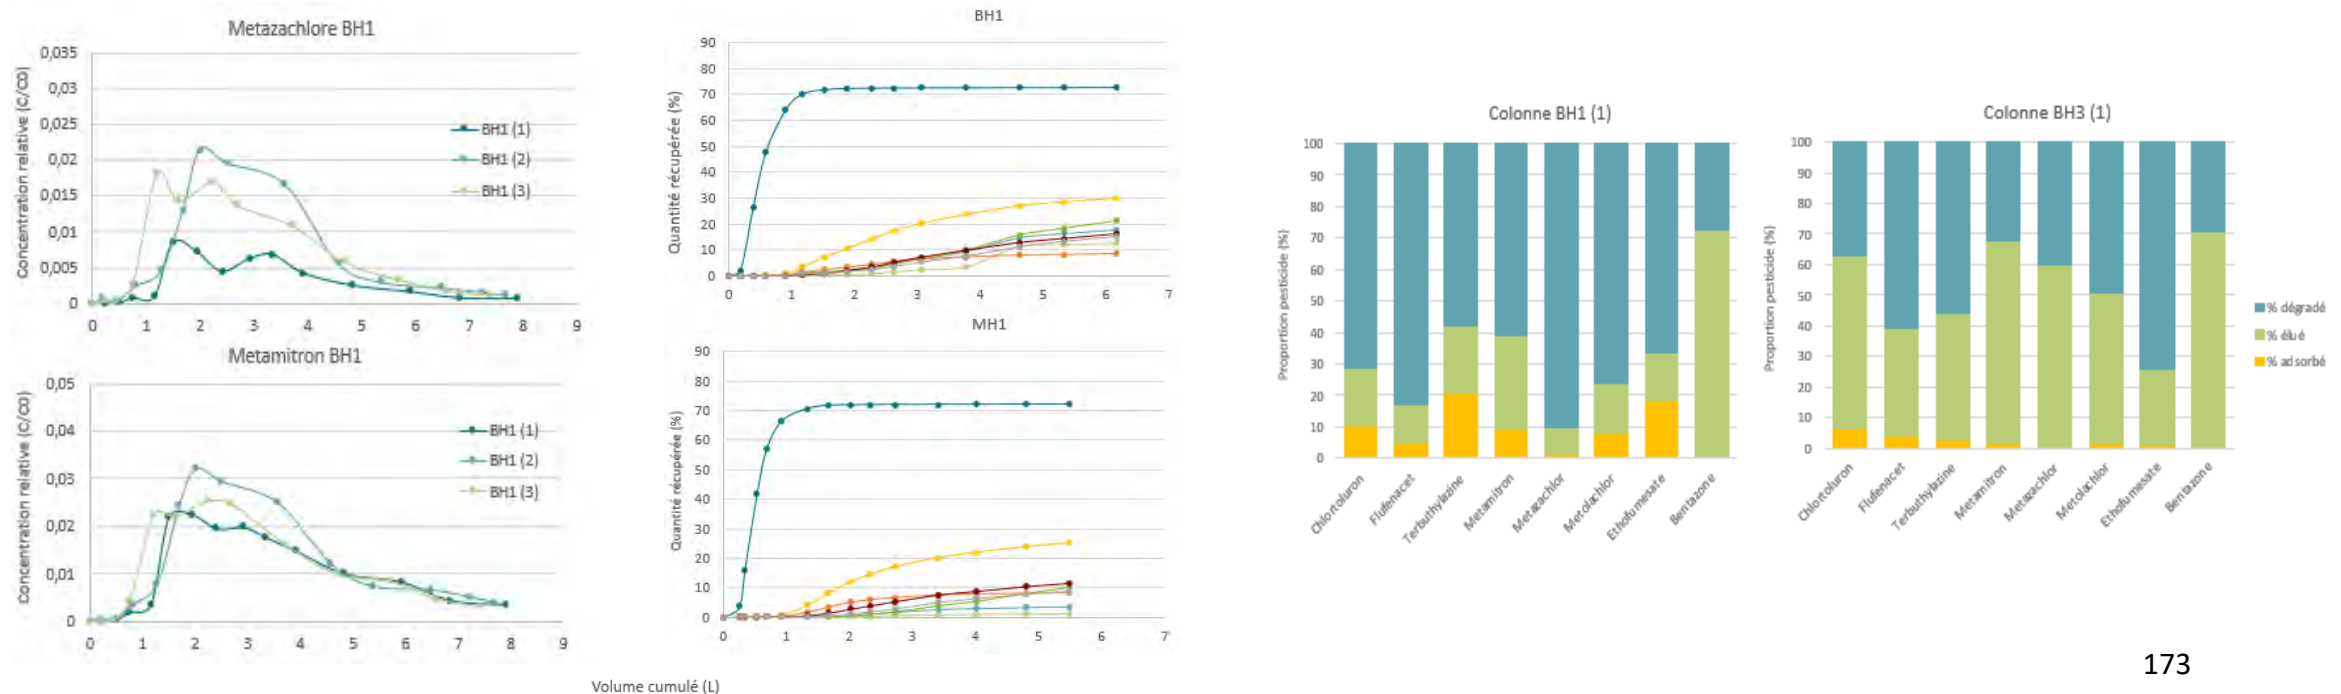 Metazachlore BH1
Concentration relative (C/C0)
0,035
0,03
0,025
0,02
0,015
0,01
0,005
0
BH1 (1)
BH1 (2)
BH1 (3)
0 1 2 3 4 5 6 7 8 9
Metamitron BH1
Concentration relative (C/C0)
0,05
0,04
0,03
0,02
0,01
0
BH1 (1)
BH1 (2)
BH1 (3)
0 1 2 3 4 5 6 7 8 9
BH1
Quantité récupérée (%)
90
80
70
60
50
40
30
20
10
0
0 1 2 3 4 5 6 7
MH1
Quantité récupérée (%)
90
80
70
60
50
40
30
20
10
0
0 1 2 3 4 5 6 7
Volume cumulé (L)
Colonne BH1 (1)
Proportion pesticide (%)
100
90
80
70
60
50
40
30
20
10
0
Chlortoluron
Flufenacet
Terbuthylazine
Metamitron
Metazachlor
Metolachlor
Ethofumesate
Bentazone
Colonne BH3 (1)
Proportion pesticide (%)
100
90
80
70
60
50
40
30
20
10
0
Chlortoluron
Flufenacet
Terbuthylazine
Metamitron
Metazachlor
Metolachlor
Ethofumesate
Bentazone
% dégradé
% élué
% adsorbé
173